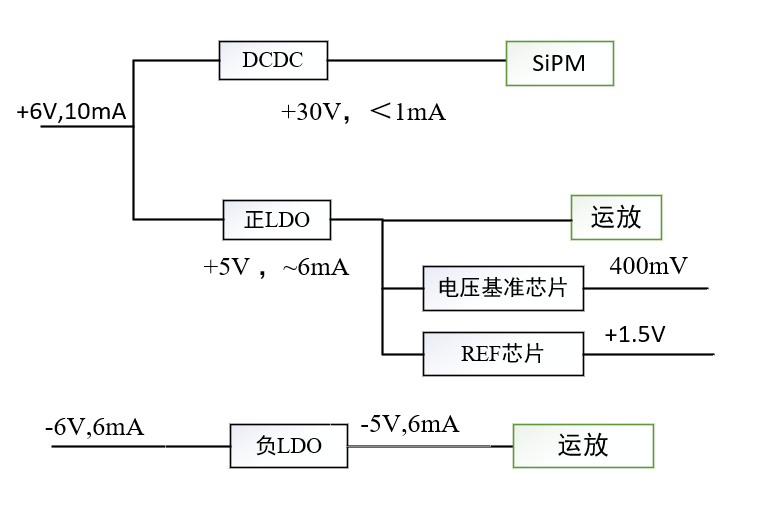 DCDC
SiPM
+6V,10mA
+30V，＜1mA
正LDO
运放
+5V，~6mA
电压基准芯片
400mV
REF芯片
+1.5V
-6V,6mA
负LDO
-5V,6mA
运放